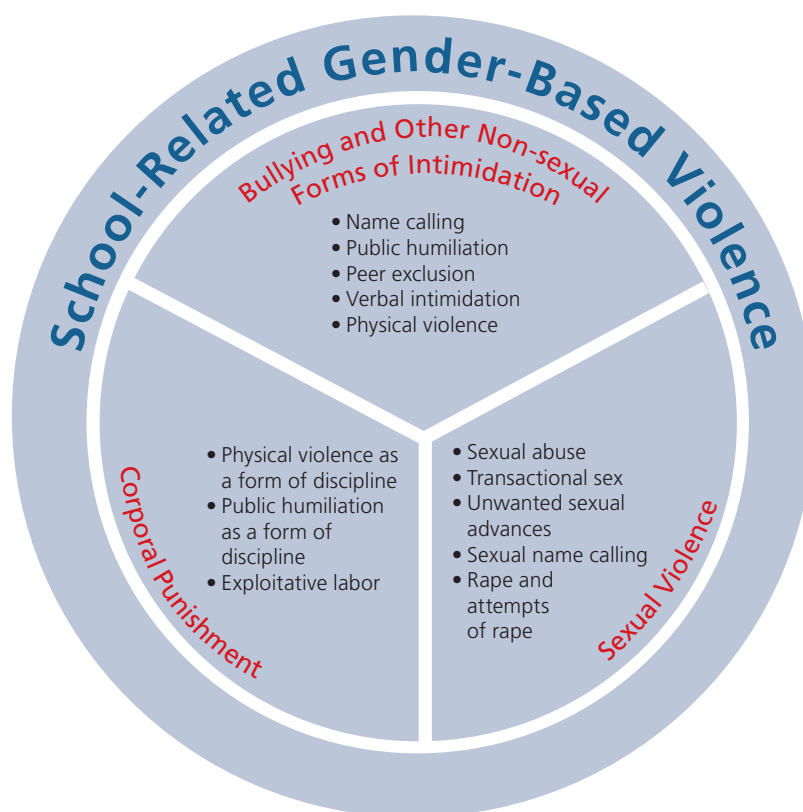 School-Related Gender-Based Violence
Bullying and Other Non-sexual
Forms of Intimidation
• Name calling
• Public humiliation
• Peer exclusion
• Verbal intimidation
• Physical violence
Corporal Punishment
• Physical violence as
a form of discipline
• Public humiliation
as a form of
discipline
• Exploitative labor
• Sexual abuse
• Transactional sex
• Unwanted sexual
advances
• Sexual name calling
• Rape and
attempts
of rape
Sexual Violence